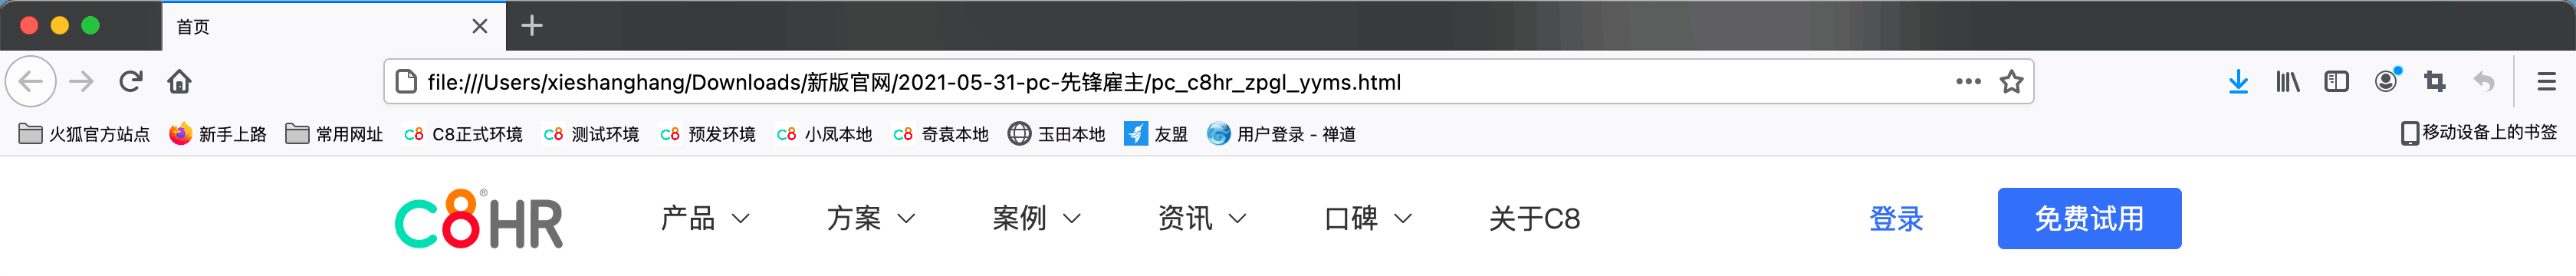 首页
file:///Users/xieshanghang/Downloads/新版官网/2021-05-31-pc-先锋雇主/pc_c8hr_zpgl_yyms.html
火狐官方站点 新手上路 常用网址 C8 C8正式环境 C8 测试环境 C8 预发环境 C8 小凤本地 C8 奇袁本地 玉田本地 友盟 用户登录 - 禅道 移动设备上的书签
C8®HR 产品 方案 案例 资讯 口碑 关于C8 登录 免费试用